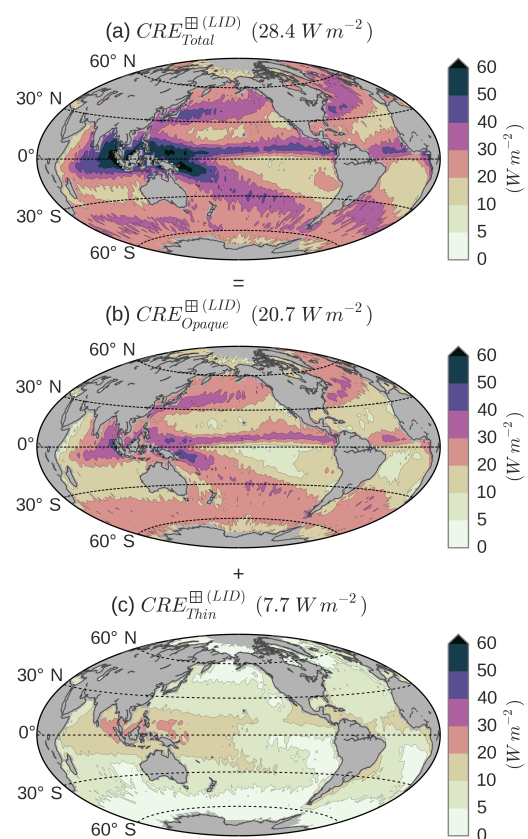 (a) CRE_{Total}^{⊞(LID)} (28.4 W m^{-2})
60° N
30° N
0°
30° S
60° S
60
50
40
30
20
10
5
0
(W m^{-2})
=
(b) CRE_{Opaque}^{⊞(LID)} (20.7 W m^{-2})
60° N
30° N
0°
30° S
60° S
60
50
40
30
20
10
5
0
(W m^{-2})
+
(c) CRE_{Thin}^{⊞(LID)} (7.7 W m^{-2})
60° N
30° N
0°
30° S
60° S
60
50
40
30
20
10
5
0
(W m^{-2})